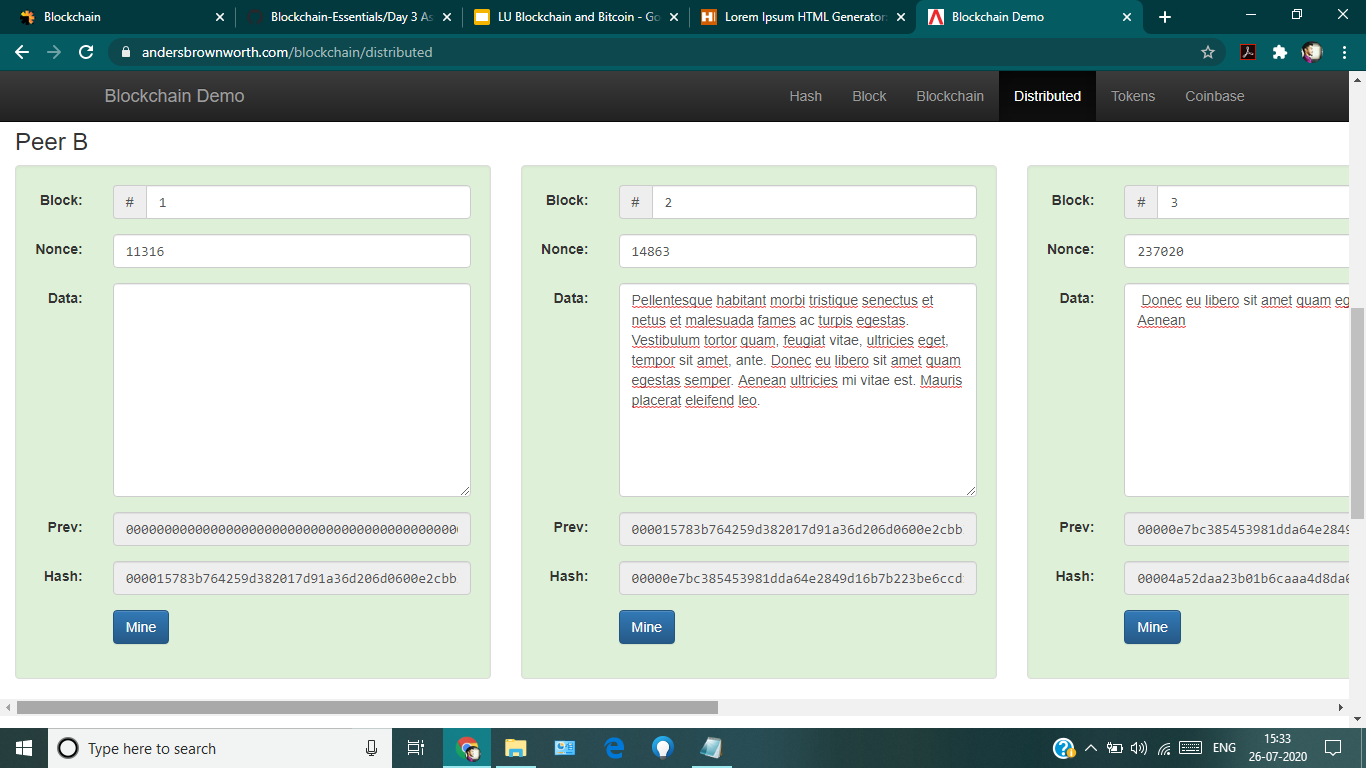 Blockchain
Blockchain-Essentials/Day 3 As
LU Blockchain and Bitcoin - Go
Lorem Ipsum HTML Generator
Blockchain Demo
andersbrownworth.com/blockchain/distributed
Blockchain Demo
Hash
Block
Blockchain
Distributed
Tokens
Coinbase
Peer B
Block:
#
1
Nonce:
11316
Data:
Prev:
Hash:
000015783b764259d382017d91a36d206d0600e2cbb
Mine
Block:
#
2
Nonce:
14863
Data:
Pellentesque habitant morbi tristique senectus et
netus et malesuada fames ac turpis egestas.
Vestibulum tortor quam, feugiat vitae, ultricies eget,
tempor sit amet, ante. Donec eu libero sit amet quam
egestas semper. Aenean ultricies mi vitae est. Mauris
placerat eleifend leo.
Prev:
000015783b764259d382017d91a36d206d0600e2cbb
Hash:
00000e7bc385453981dda64e2849d16b7b223be6ccd
Mine
Block:
#
3
Nonce:
237020
Data:
Donec eu libero sit amet quam eg
Aenean
Prev:
00000e7bc385453981dda64e2849
Hash:
00004a52daa23b01b6caaa4d8da0
Mine
Type here to search
ENG
15:33
26-07-2020